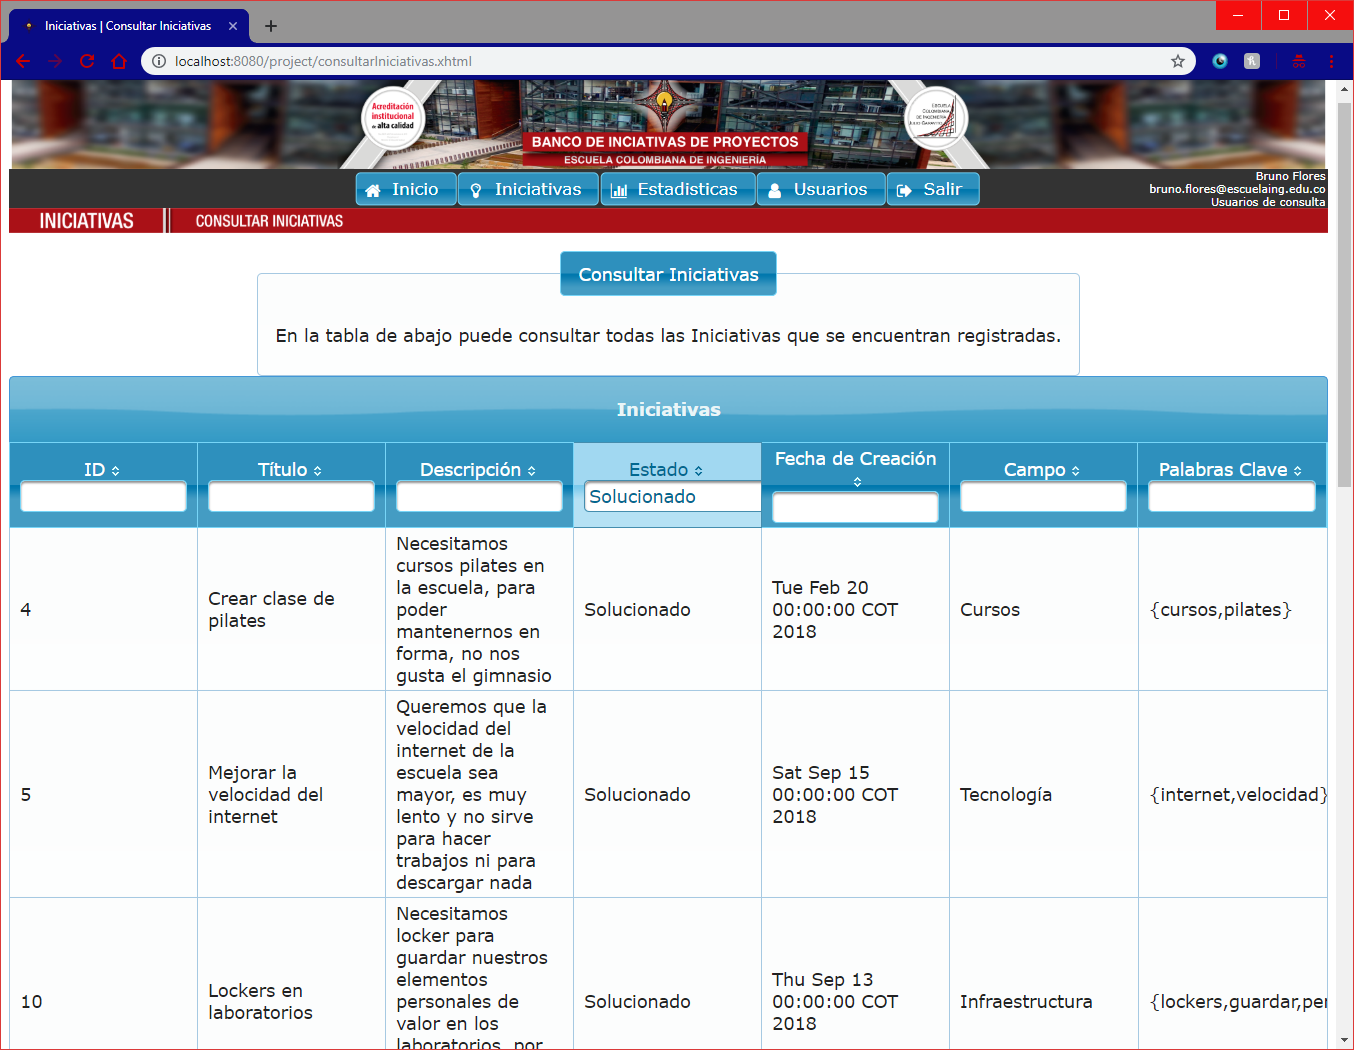 Iniciativas | Consultar Iniciativas
localhost:8080/project/consultarIniciativas.xhtml
Acreditación
institucional
de alta calidad
ESCUELA
COLOMBIANA
DE INGENIERÍA
JULIO GARAVITO
BANCO DE INCIATIVAS DE PROYECTOS
ESCUELA COLOMBIANA DE INGENIERÍA
Inicio
Iniciativas
Estadisticas
Usuarios
Salir
Bruno Flores
bruno.flores@escuelaing.edu.co
Usuarios de consulta
INICIATIVAS
CONSULTAR INICIATIVAS
Consultar Iniciativas
En la tabla de abajo puede consultar todas las Iniciativas que se encuentran registradas.
Iniciativas
ID
Título
Descripción
Estado
Fecha de Creación
Campo
Palabras Clave
Solucionado
4
Crear clase de
pilates
Necesitamos
cursos pilates en
la escuela, para
poder
mantenernos en
forma, no nos
gusta el gimnasio
Solucionado
Tue Feb 20
00:00:00 COT
2018
Cursos
{cursos,pilates}
5
Mejorar la
velocidad del
internet
Queremos que la
velocidad del
internet de la
escuela sea
mayor, es muy
lento y no sirve
para hacer
trabajos ni para
descargar nada
Solucionado
Sat Sep 15
00:00:00 COT
2018
Tecnología
{internet,velocidad}
10
Lockers en
laboratorios
Necesitamos
locker para
guardar nuestros
elementos
personales de
valor en los
laboratorios, por
Solucionado
Thu Sep 13
00:00:00 COT
2018
Infraestructura
{lockers,guardar,per